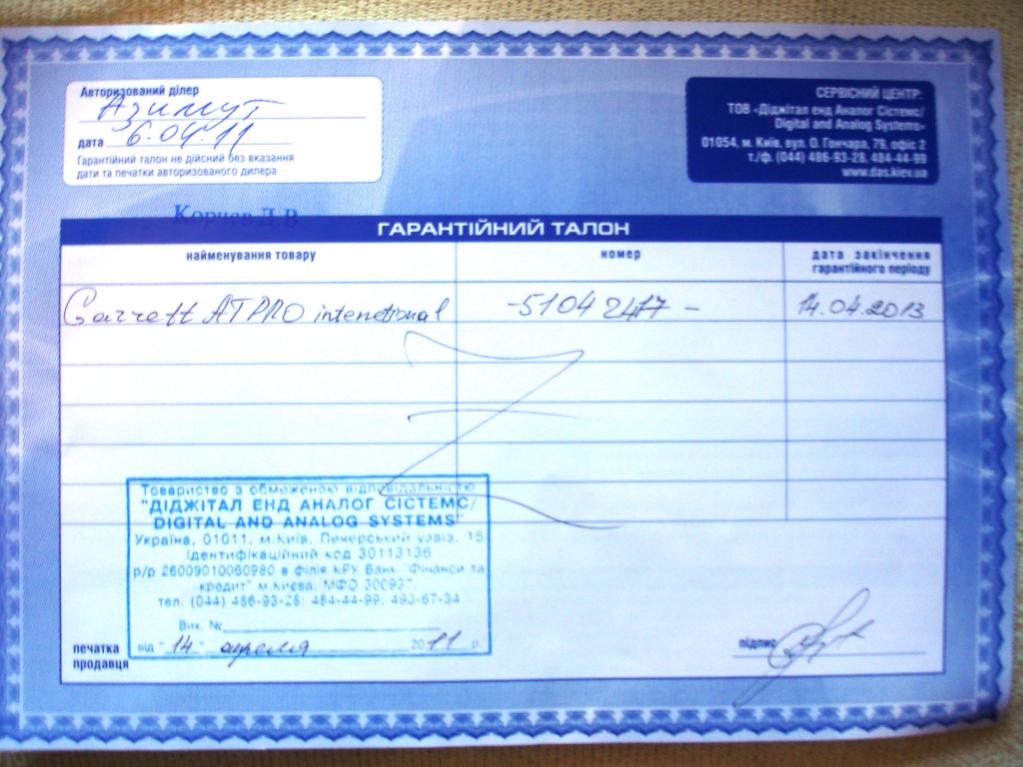 Авторизований ділер
Азимут
дата 6.04.11
Гарантійний талон не дійсний без вказання
дати та печатки авторизованого дилера
СЕРВІСНИЙ ЦЕНТР:
ТОВ «Діджітал енд Аналог Сістемс/
Digital and Analog Systems»
01054, м. Київ, вул. О. Гончара, 79, офіс 2
т./ф. (044) 486-93-28, 484-44-99
www.das.kiev.ua
Корнев Д.В.
ГАРАНТІЙНИЙ ТАЛОН
найменування товару
номер
дата закінчення
гарантійного періоду
Garrett AT PRO international
-51042417-
14.04.2013
Товариство з обмеженою відповідальністю
"ДІДЖІТАЛ ЕНД АНАЛОГ СІСТЕМС/
DIGITAL AND ANALOG SYSTEMS"
Україна, 01011, м.Київ, Печерський узвіз, 15
Ідентифікаційний код 30113136
р/р 26009010060980 в філія КРУ Банк "Фінанси та
кредит" м.Києва, МФО 300937,
тел. (044) 486-93-28; 484-44-99; 490-67-34
Вих. №
від "14" апреля 2011 р.
печатка
продавця
підпис